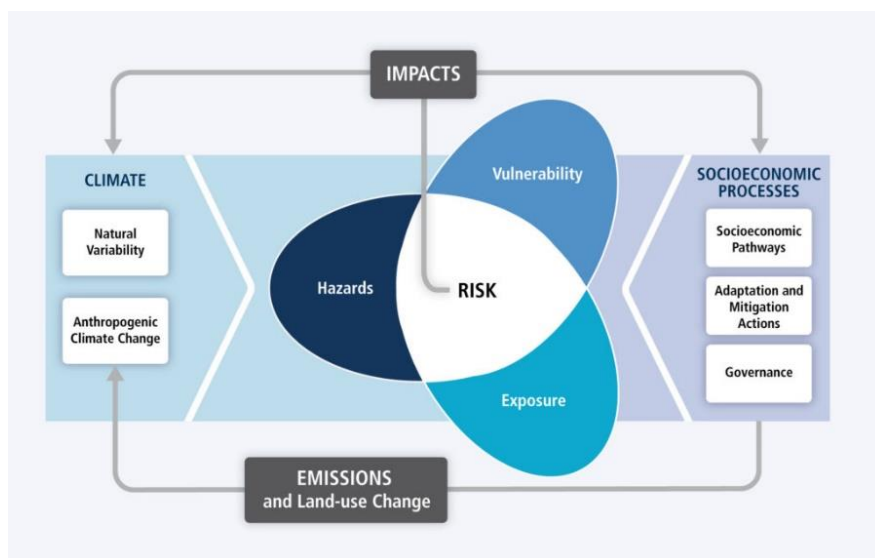 IMPACTS
CLIMATE
Natural
Variability
Anthropogenic
Climate Change
Vulnerability
Hazards
RISK
Exposure
SOCIOECONOMIC
PROCESSES
Socioeconomic
Pathways
Adaptation and
Mitigation
Actions
Governance
EMISSIONS
and Land-use Change